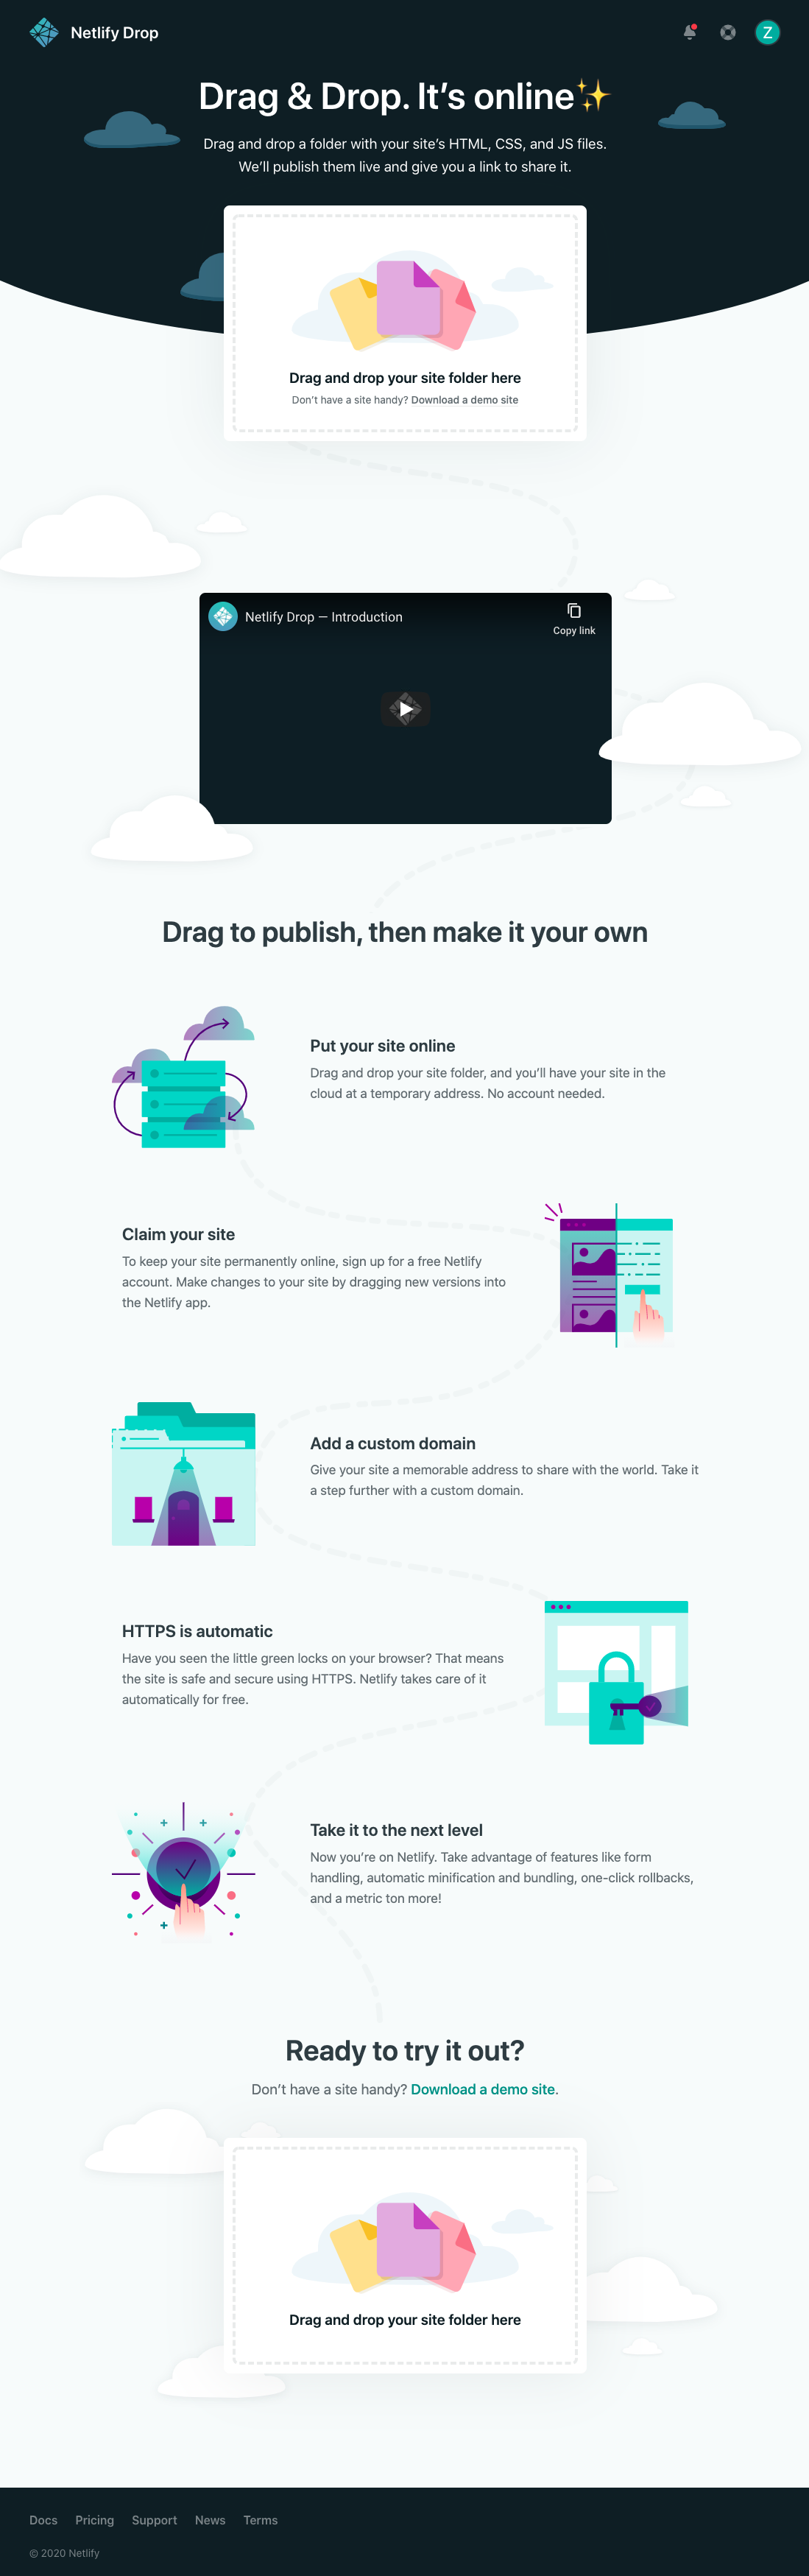 Netlify Drop
Z
Drag & Drop. It’s online✨
Drag and drop a folder with your site’s HTML, CSS, and JS files.
We’ll publish them live and give you a link to share it.
Drag and drop your site folder here
Don’t have a site handy? Download a demo site
Netlify Drop — Introduction
Copy link
Drag to publish, then make it your own
Put your site online
Drag and drop your site folder, and you’ll have your site in the
cloud at a temporary address. No account needed.
Claim your site
To keep your site permanently online, sign up for a free Netlify
account. Make changes to your site by dragging new versions into
the Netlify app.
Add a custom domain
Give your site a memorable address to share with the world. Take it
a step further with a custom domain.
HTTPS is automatic
Have you seen the little green locks on your browser? That means
the site is safe and secure using HTTPS. Netlify takes care of it
automatically for free.
Take it to the next level
Now you’re on Netlify. Take advantage of features like form
handling, automatic minification and bundling, one-click rollbacks,
and a metric ton more!
Ready to try it out?
Don’t have a site handy? Download a demo site.
Drag and drop your site folder here
Docs Pricing Support News Terms
© 2020 Netlify